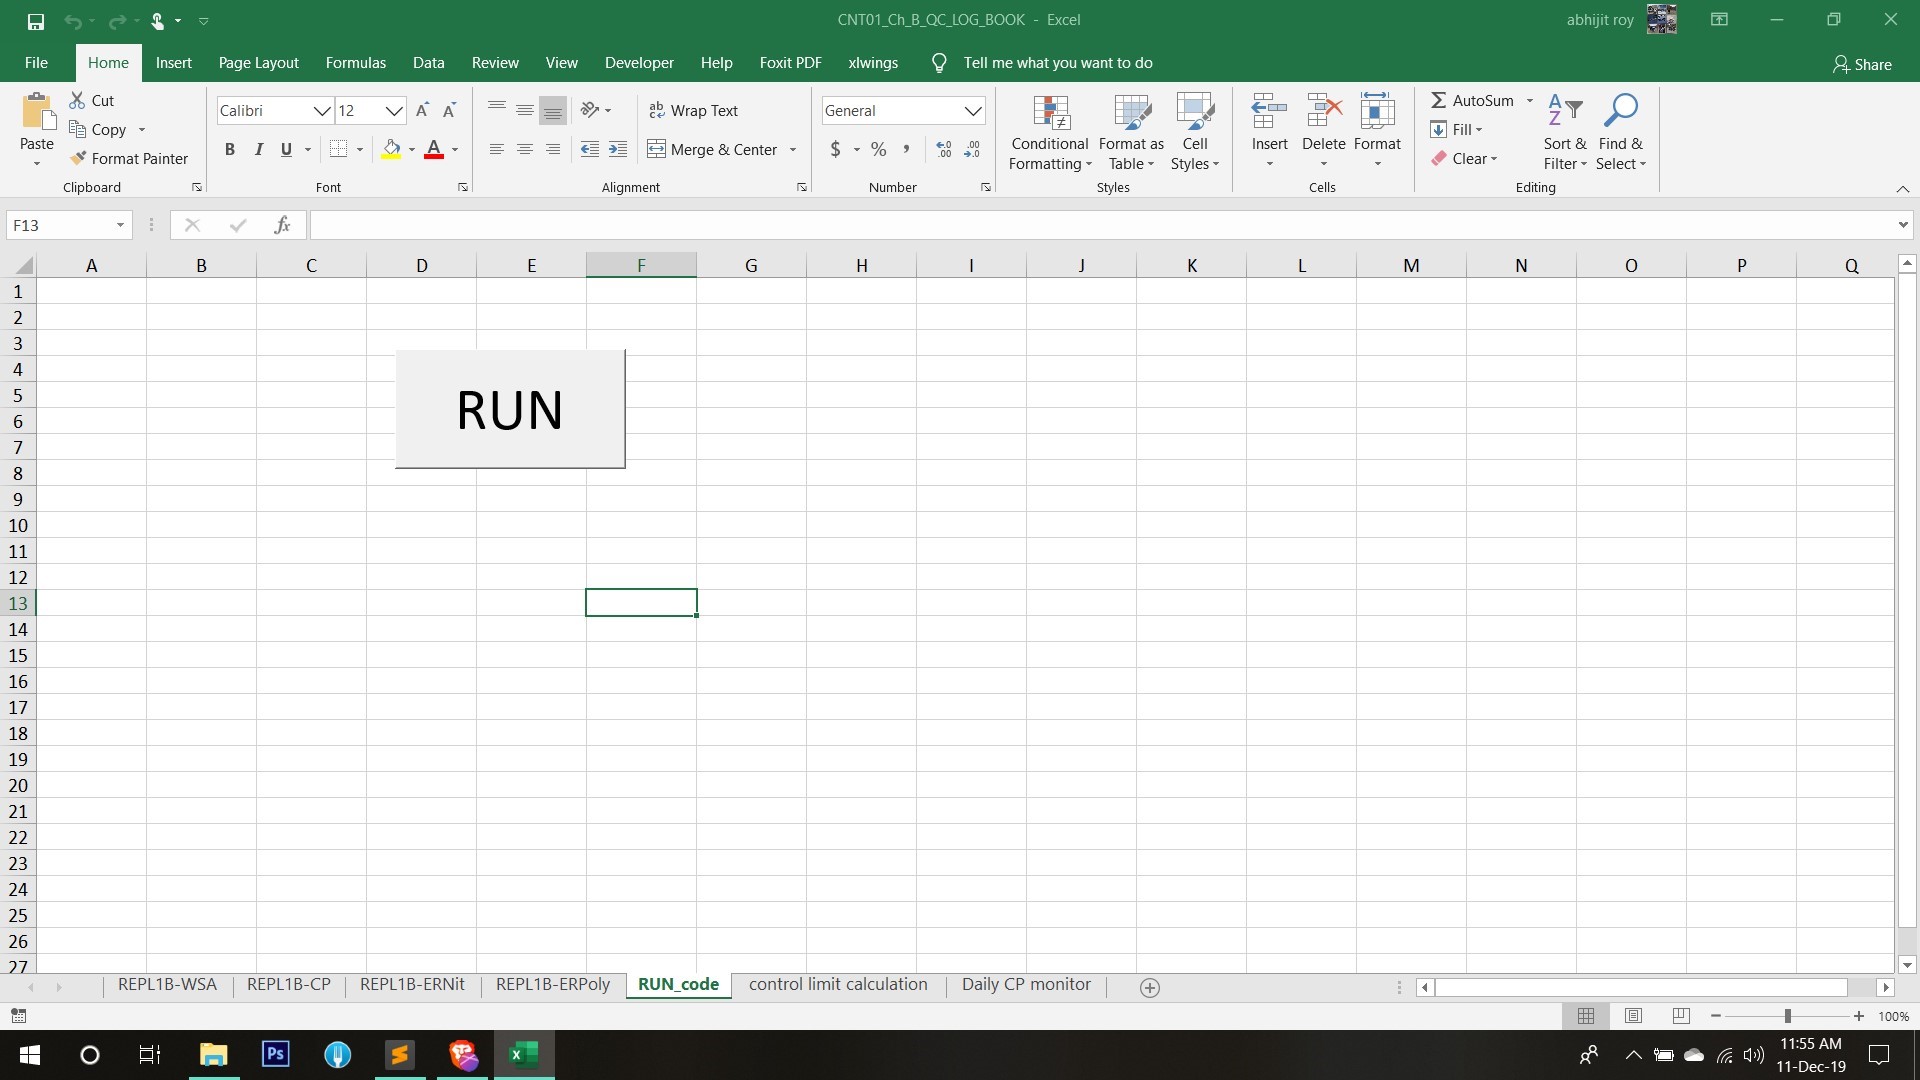 CNT01_Ch_B_QC_LOG_BOOK - Excel
abhijit roy
File Home Insert Page Layout Formulas Data Review View Developer Help Foxit PDF xlwings Tell me what you want to do Share
Paste
Cut
Copy
Format Painter
Clipboard
Calibri 12
B I U A
Font
ab Wrap Text
Merge & Center
Alignment
General
$ % ,
Number
Conditional Formatting
Format as Table
Cell Styles
Styles
Insert Delete Format
Cells
AutoSum
Fill
Clear
Sort & Filter
Find & Select
Editing
F13 fx
A B C D E F G H I J K L M N O P Q
1
2
3
4
5
6
7
8
9
10
11
12
13
14
15
16
17
18
19
20
21
22
23
24
25
26
27
RUN
REPL1B-WSA REPL1B-CP REPL1B-ERNit REPL1B-ERPoly RUN_code control limit calculation Daily CP monitor
100%
Ps
11:55 AM
11-Dec-19